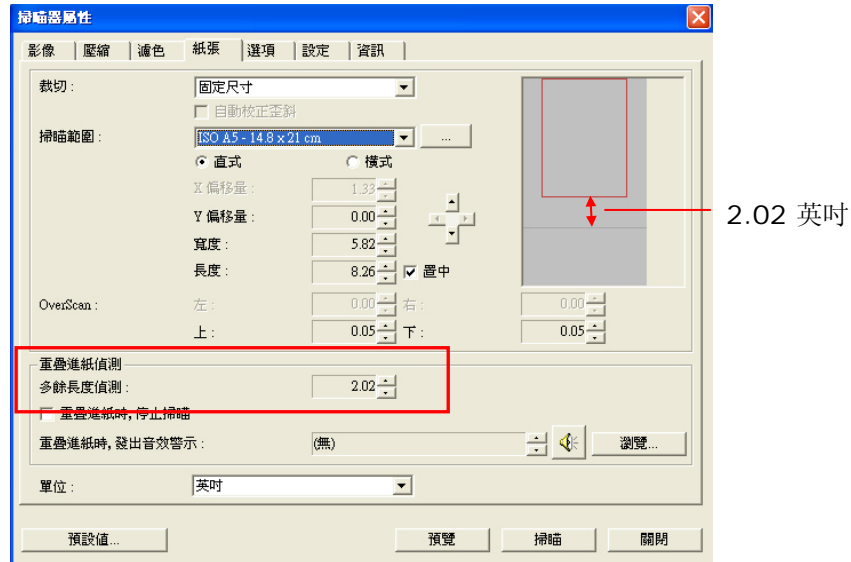 掃瞄器屬性
影像 壓縮 濾色 紙張 選項 設定 資訊
裁切 : 固定尺寸
自動校正歪斜
掃瞄範圍 : ISO A5 - 14.8 x 21 cm ...
直式 橫式
X 偏移量 : 1.33
Y 偏移量 : 0.00
寬度 : 5.82
長度 : 8.26 置中
2.02 英吋
OverScan : 左 : 0.00 右 : 0.00
上 : 0.05 下 : 0.05
重疊進紙偵測
多餘長度偵測 : 2.02
重疊進紙時, 停止掃瞄
重疊進紙時, 發出音效警示 : (無) 瀏覽...
單位 : 英吋
預設值... 預覽 掃瞄 關閉